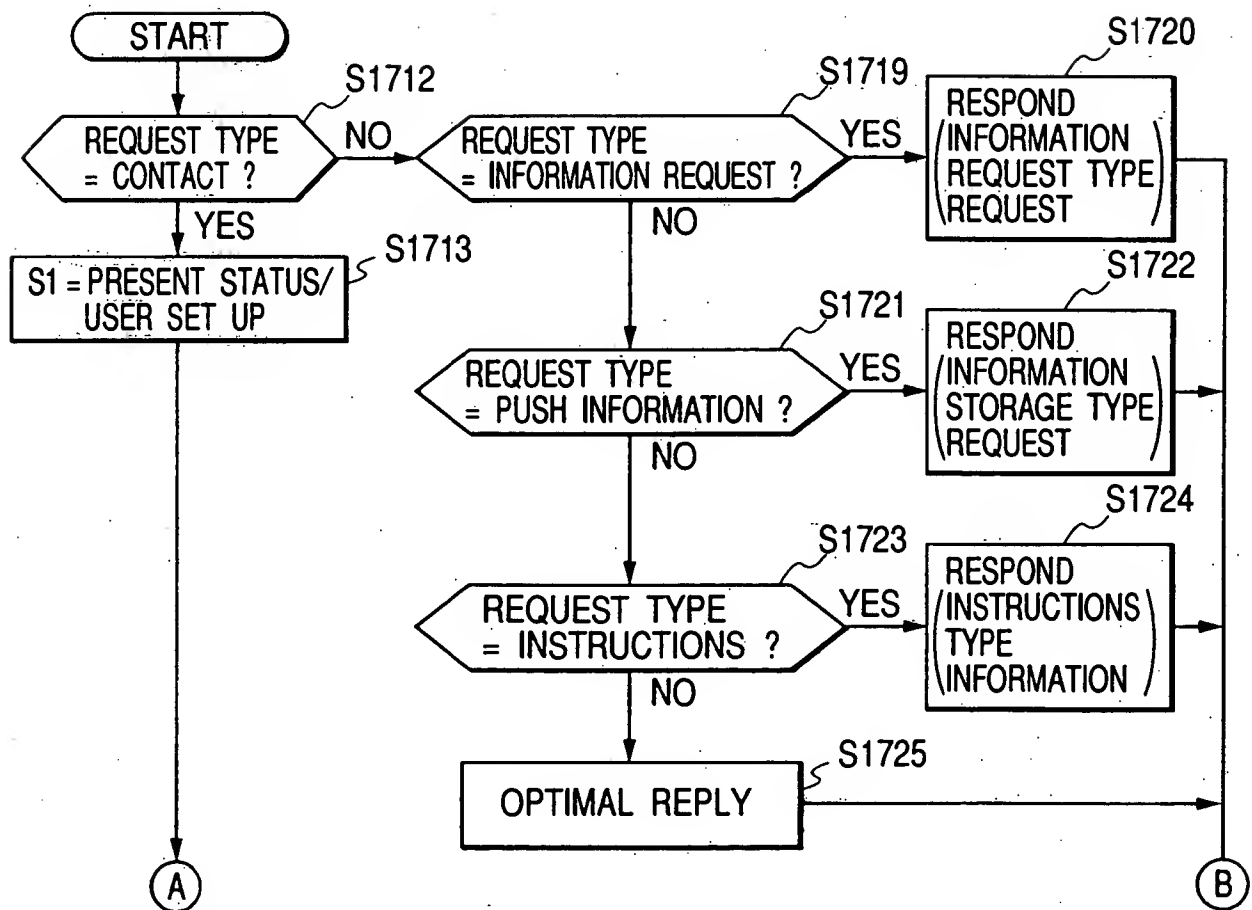 START
S1712
REQUEST TYPE
= CONTACT ?
NO
YES
S1713
S1 = PRESENT STATUS/
USER SET UP
A
S1719
REQUEST TYPE
= INFORMATION REQUEST ?
YES
NO
S1720
RESPOND
(INFORMATION
REQUEST TYPE
REQUEST)
S1721
REQUEST TYPE
= PUSH INFORMATION ?
YES
NO
S1722
RESPOND
(INFORMATION
STORAGE TYPE
REQUEST)
S1723
REQUEST TYPE
= INSTRUCTIONS ?
YES
NO
S1724
RESPOND
(INSTRUCTIONS
TYPE
INFORMATION)
S1725
OPTIMAL REPLY
B